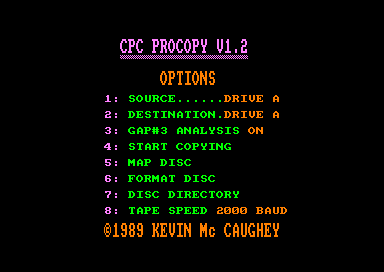 CPC PROCOPY V1.2
OPTIONS
1: SOURCE......DRIVE A
2: DESTINATION.DRIVE A
3: GAP#3 ANALYSIS ON
4: START COPYING
5: MAP DISC
6: FORMAT DISC
7: DISC DIRECTORY
8: TAPE SPEED 2000 BAUD
©1989 KEVIN Mc CAUGHEY